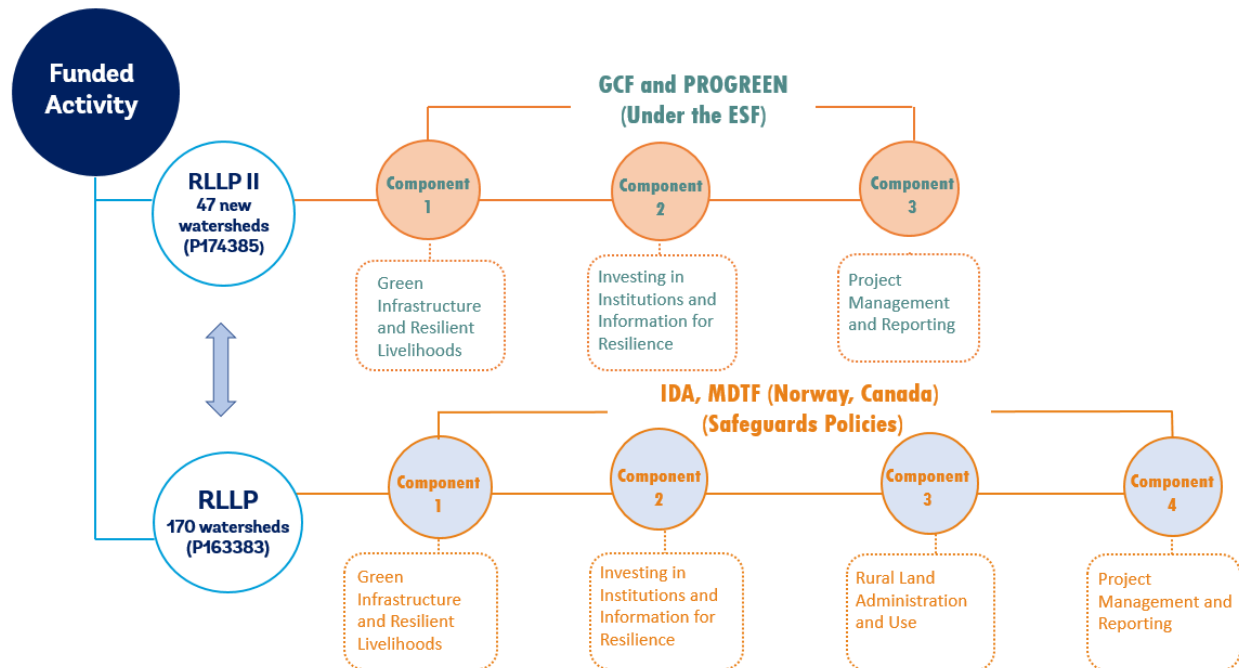 Funded
Activity
GCF and PROGREEN
(Under the ESF)
RLLP II
47 new
watersheds
(P174385)
Component
1
Component
2
Component
3
Green
Infrastructure
and Resilient
Livelihoods
Investing in
Institutions and
Information for
Resilience
Project
Management
and Reporting
IDA, MDTF (Norway, Canada)
(Safeguards Policies)
RLLP
170 watersheds
(P163383)
Component
1
Component
2
Component
3
Component
4
Green
Infrastructure
and Resilient
Livelihoods
Investing in
Institutions and
Information for
Resilience
Rural Land
Administration
and Use
Project
Management and
Reporting